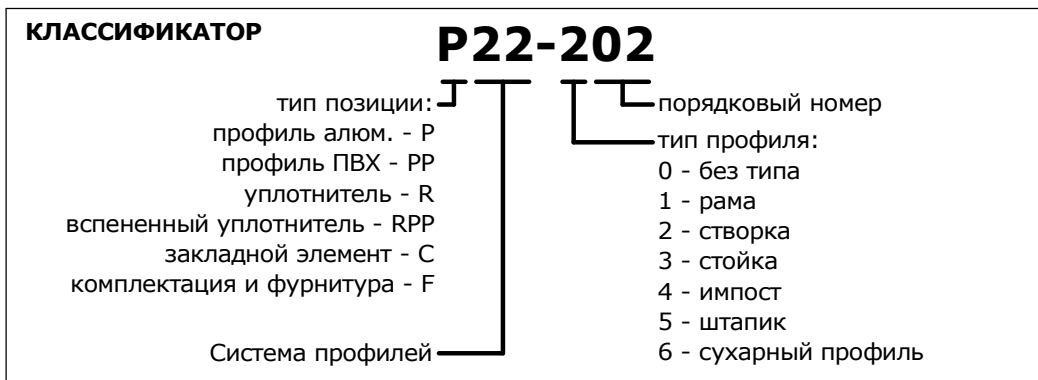 КЛАССИФИКАТОР
P22-202
тип позиции:
профиль алюм. - P
профиль ПВХ - PP
уплотнитель - R
вспененный уплотнитель - RPP
закладной элемент - C
комплектация и фурнитура - F
Система профилей
порядковый номер
тип профиля:
0 - без типа
1 - рама
2 - створка
3 - стойка
4 - импост
5 - штапик
6 - сухарный профиль